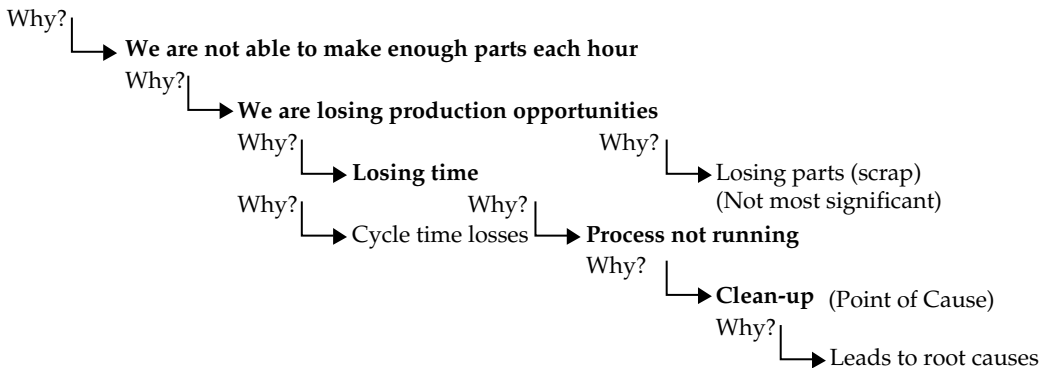 Why?
We are not able to make enough parts each hour
Why?
We are losing production opportunities
Why? Why?
Losing time Losing parts (scrap)
(Not most significant)
Why? Why?
Cycle time losses Process not running
Why?
Clean-up (Point of Cause)
Why?
Leads to root causes